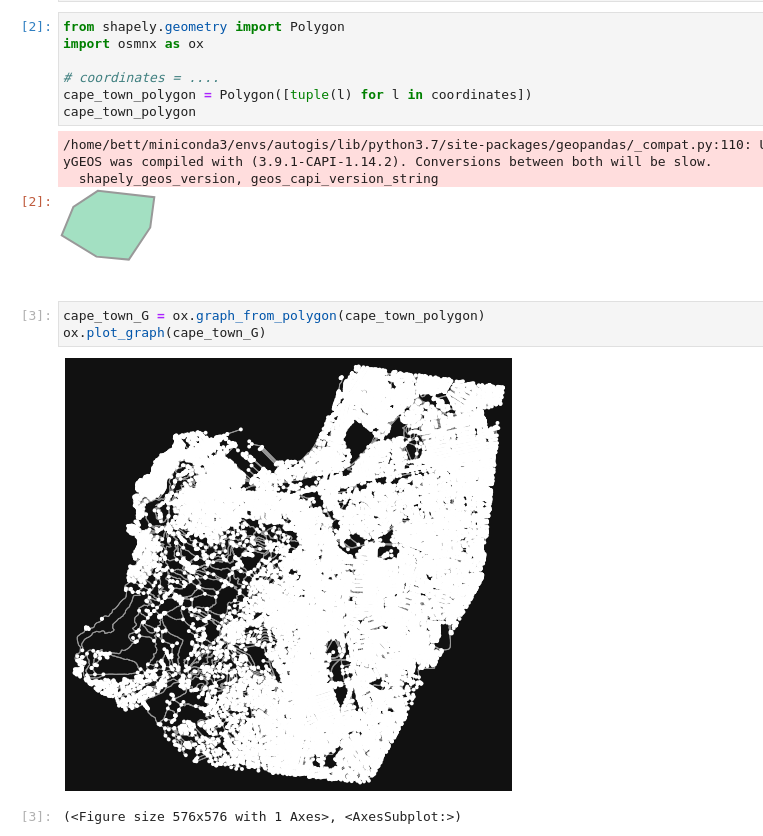 [2]: from shapely.geometry import Polygon
import osmnx as ox
# coordinates = ....
cape_town_polygon = Polygon([tuple(l) for l in coordinates])
cape_town_polygon
/home/bett/miniconda3/envs/autogis/lib/python3.7/site-packages/geopandas/_compat.py:110: U
yGEOS was compiled with (3.9.1-CAPI-1.14.2). Conversions between both will be slow.
  shapely_geos_version, geos_capi_version_string
[2]:
[3]: cape_town_G = ox.graph_from_polygon(cape_town_polygon)
ox.plot_graph(cape_town_G)
[3]: (<Figure size 576x576 with 1 Axes>, <AxesSubplot:>)